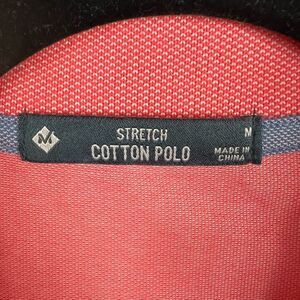 M
STRETCH
COTTON POLO
M
MADE IN
CHINA